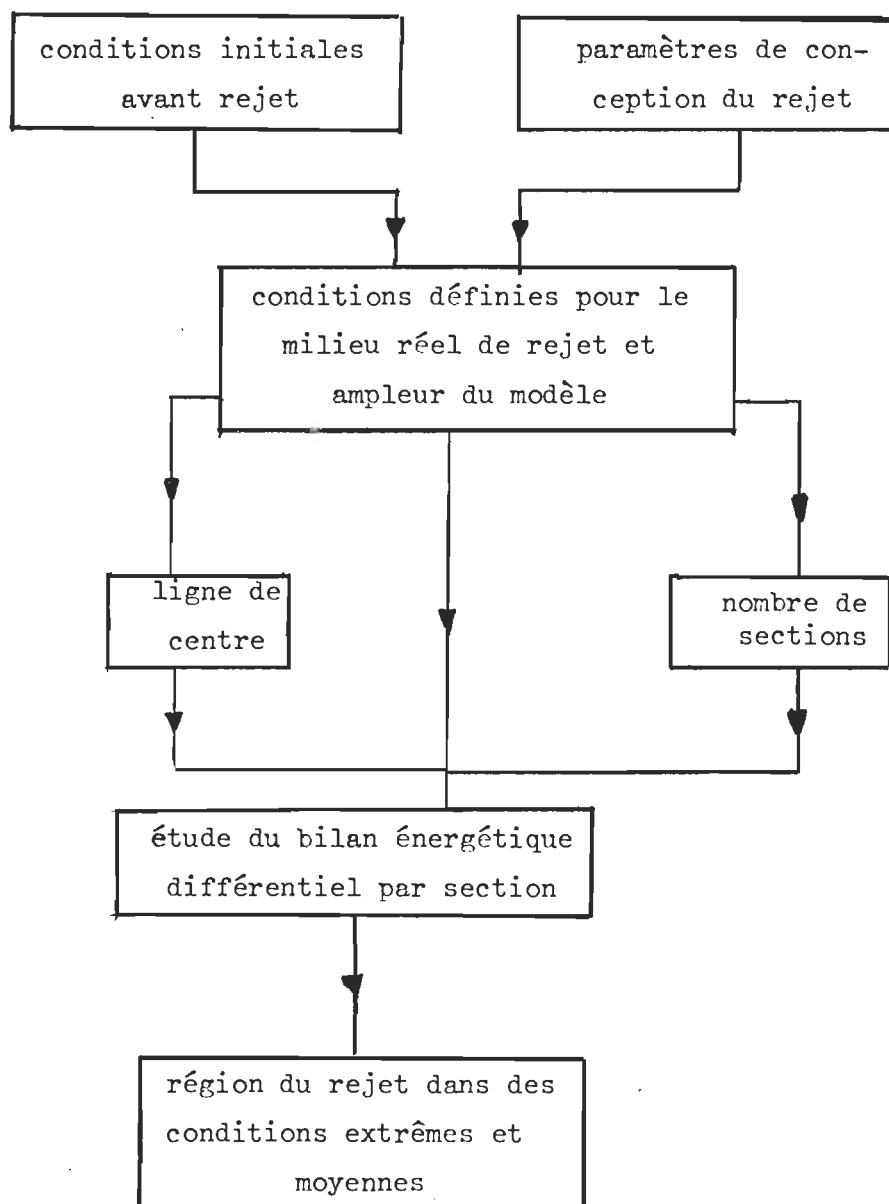 conditions initiales
avant rejet
paramètres de con-
ception du rejet
conditions définies pour le
milieu réel de rejet et
ampleur du modèle
ligne de
centre
nombre de
sections
étude du bilan énergétique
différentiel par section
région du rejet dans des
conditions extrêmes et
moyennes